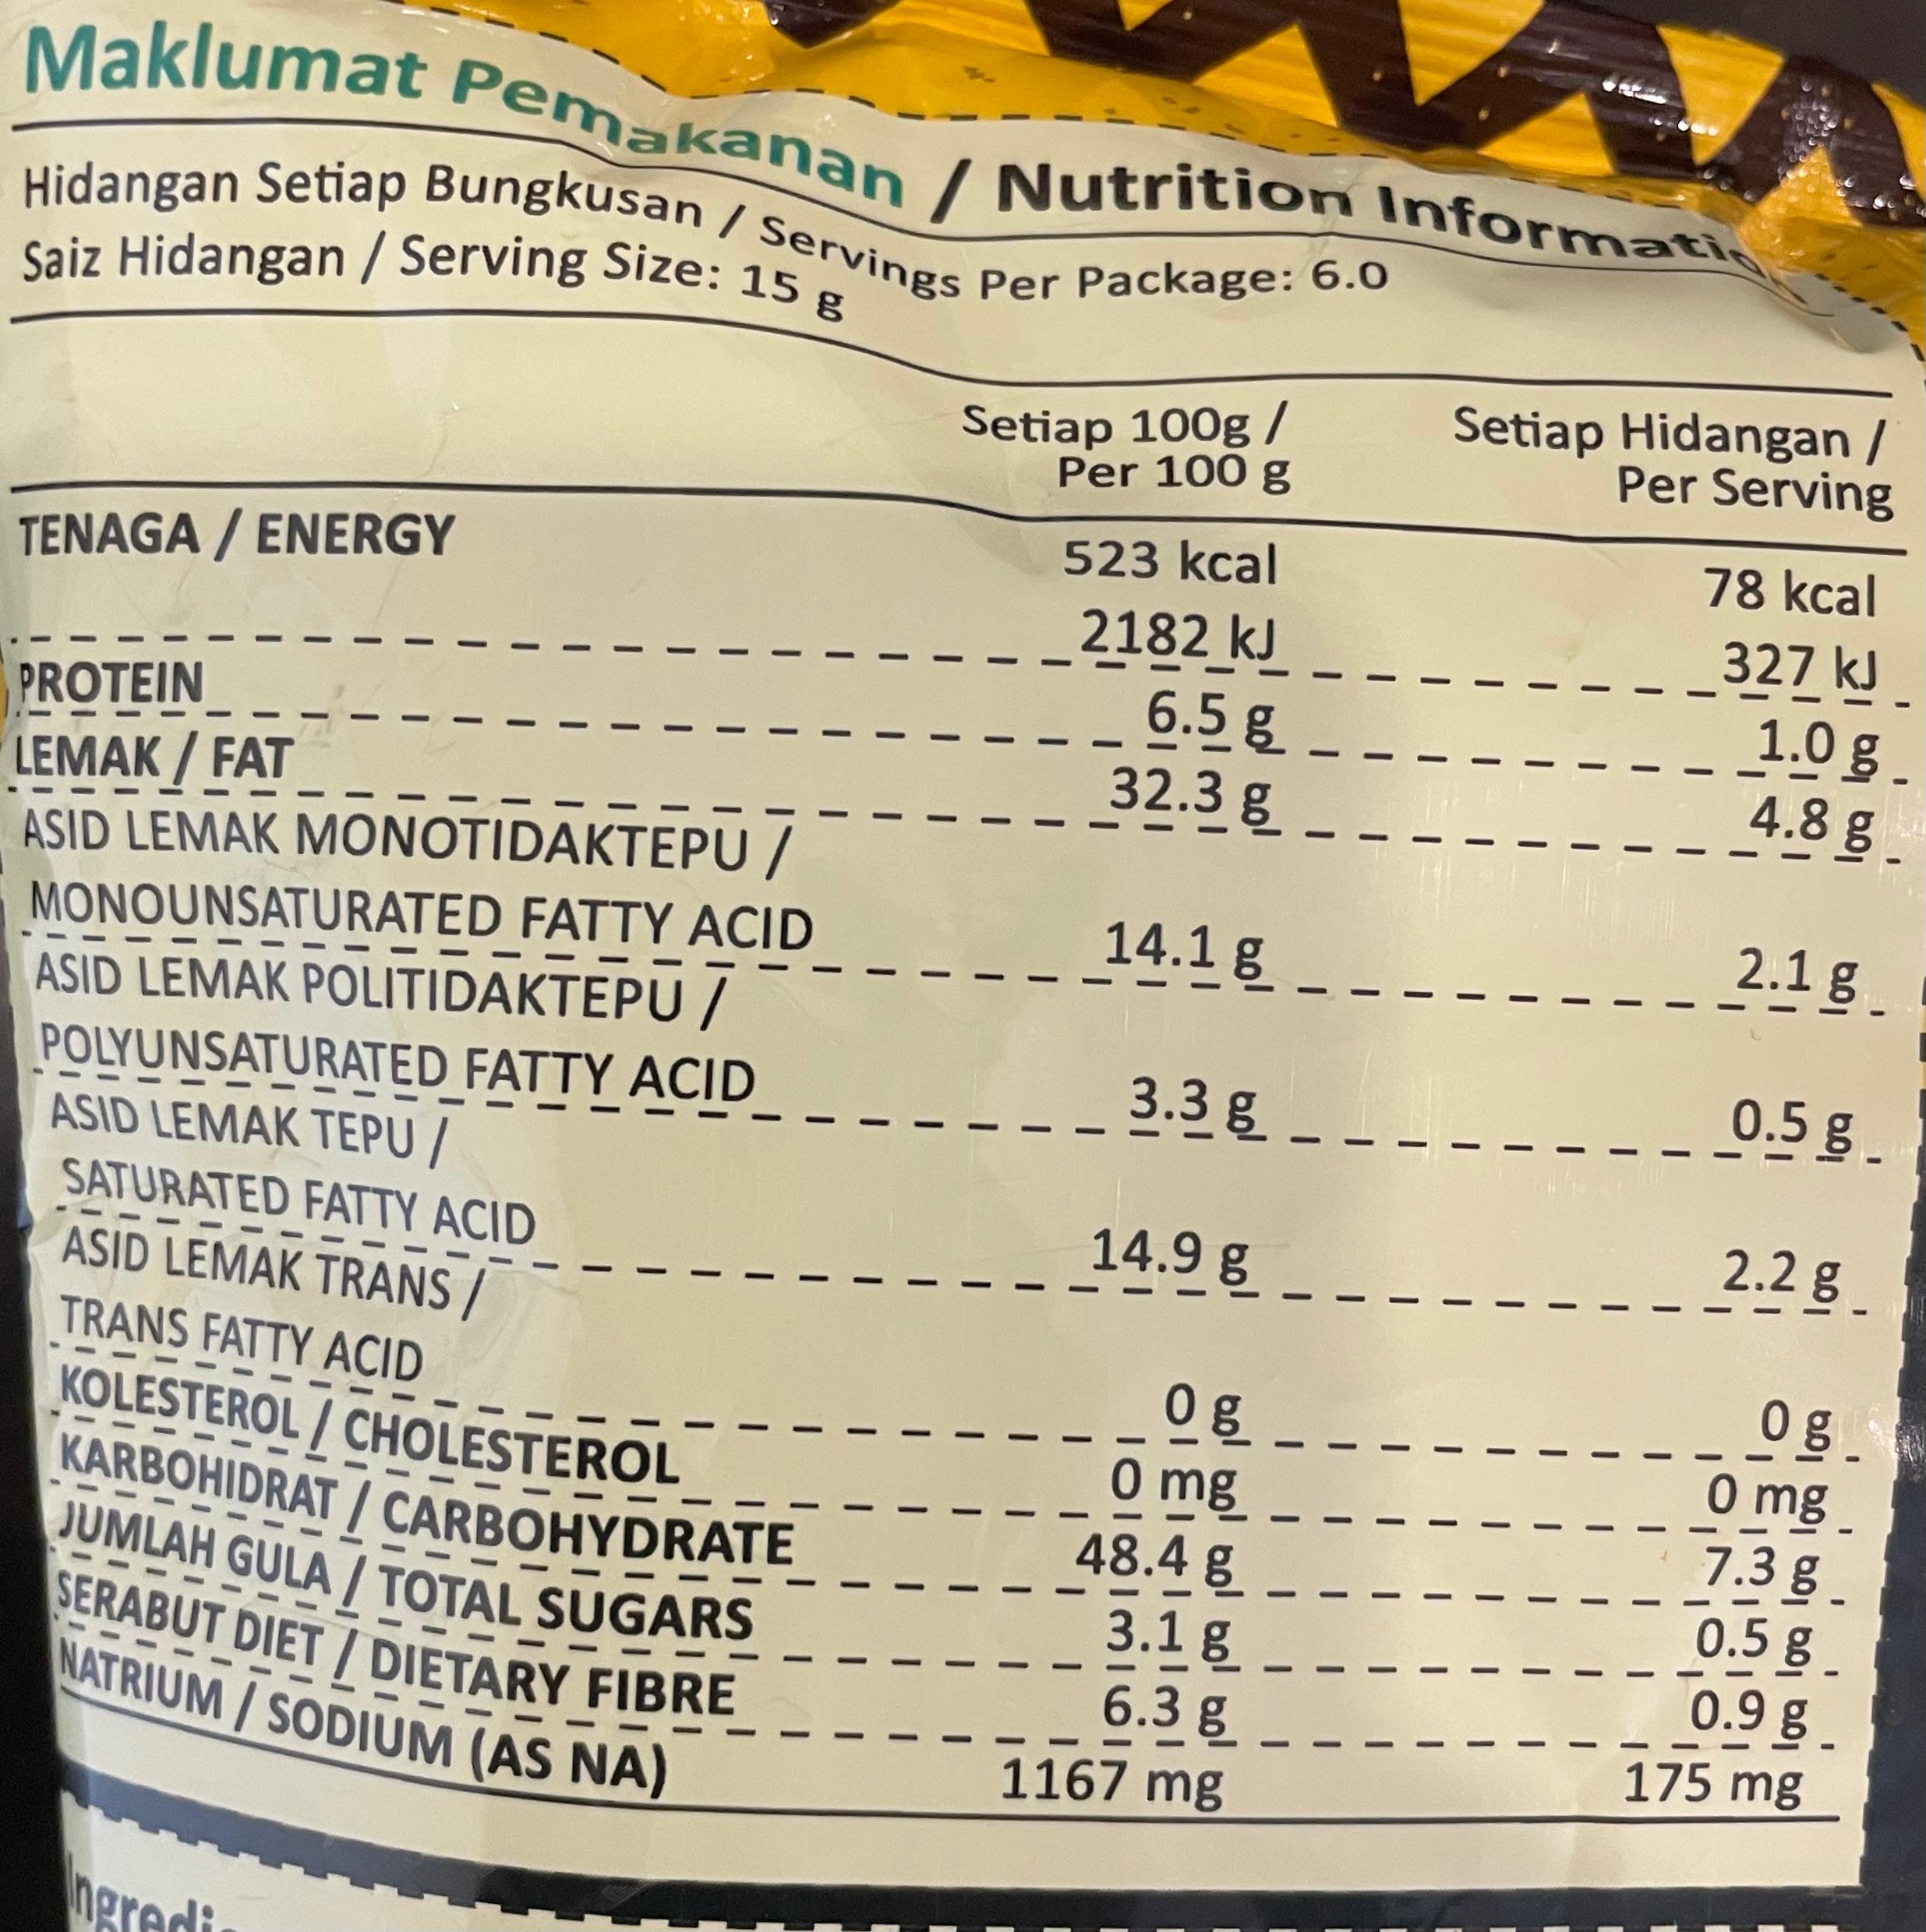 Maklumat Pemakanan / Nutrition
Hidangan Setiap Bungkusan / Servings Per Package: 6.0
Saiz Hidangan / Serving Size: 15 g
Setiap 100g / Setiap Hidangan /
Per 100 g Per Serving
TENAGA / ENERGY 523 kcal 78 kcal
2182 kJ 327 kJ
PROTEIN 6.5 g 1.0 g
LEMAK / FAT 32.3 g 4.8 g
ASID LEMAK MONOTIDAKTEPU /
MONOUNSATURATED FATTY ACID 14.1 g 2.1 g
ASID LEMAK POLITIDAKTEPU /
POLYUNSATURATED FATTY ACID 3.3 g 0.5 g
ASID LEMAK TEPU /
SATURATED FATTY ACID 14.9 g 2.2 g
ASID LEMAK TRANS /
TRANS FATTY ACID 0 g 0 g
KOLESTEROL / CHOLESTEROL 0 mg 0 mg
KARBOHIDRAT / CARBOHYDRATE 48.4 g 7.3 g
JUMLAH GULA / TOTAL SUGARS 3.1 g 0.5 g
SERABUT DIET / DIETARY FIBRE 6.3 g 0.9 g
NATRIUM / SODIUM (AS NA) 1167 mg 175 mg